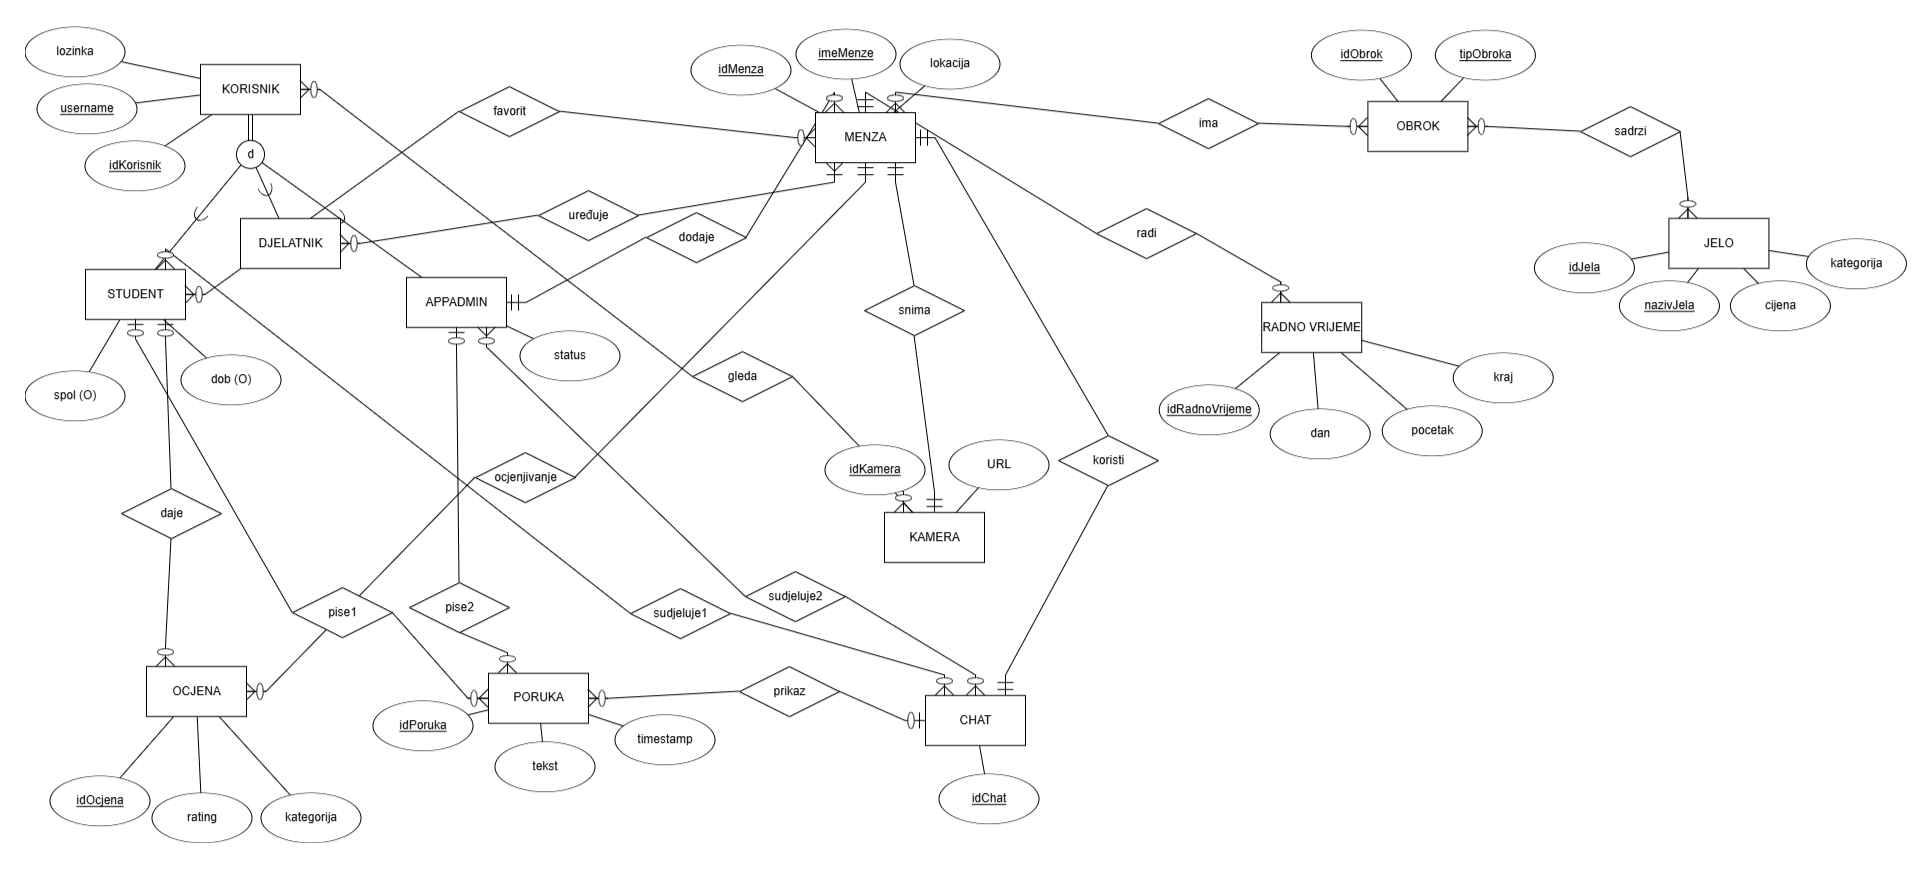 lozinka
KORISNIK
username
idKorisnik
d
favorit
idMenza
imeMenze
lokacija
MENZA
ima
idObrok
tipObroka
OBROK
sadrzi
DJELATNIK
uređuje
dodaje
radi
JELO
idJela
nazivJela
cijena
kategorija
STUDENT
APPADMIN
status
spol (O)
dob (O)
gleda
snima
RADNO VRIJEME
idRadnoVrijeme
dan
pocetak
kraj
ocjenjivanje
idKamera
URL
koristi
KAMERA
daje
pise1
pise2
sudjeluje1
sudjeluje2
OCJENA
PORUKA
prikaz
CHAT
idPoruka
tekst
timestamp
idOcjena
rating
kategorija
idChat